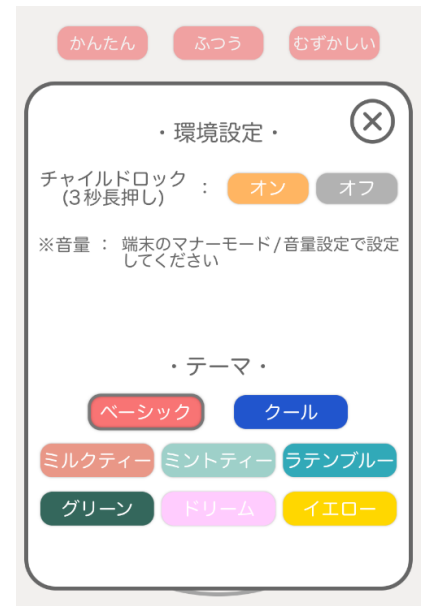 かんたん ふつう むずかしい
・環境設定・
チャイルドロック : オン オフ
(3秒長押し)
※音量 : 端末のマナーモード/音量設定で設定
してください
・テーマ・
ベーシック クール
ミルクティー ミントティー ラテンブルー
グリーン ドリーム イエロー